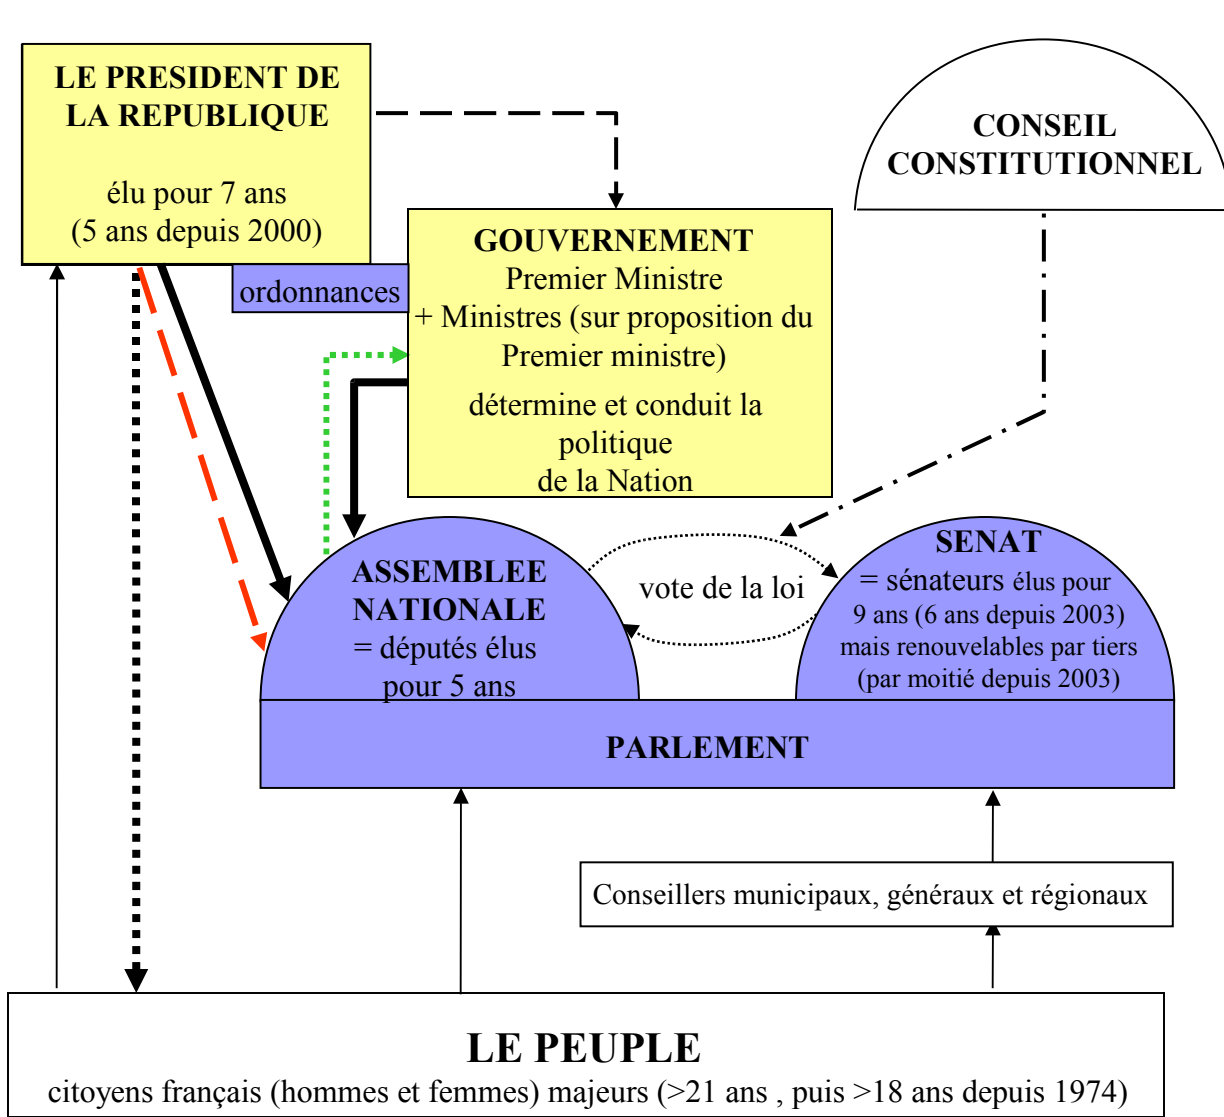 LE PRESIDENT DE
LA REPUBLIQUE
élu pour 7 ans
(5 ans depuis 2000)
CONSEIL
CONSTITUTIONNEL
GOUVERNEMENT
Premier Ministre
+ Ministres (sur proposition du
Premier ministre)
détermine et conduit la
politique
de la Nation
ordonnances
ASSEMBLEE
NATIONALE
= députés élus
pour 5 ans
vote de la loi
SENAT
= sénateurs élus pour
9 ans (6 ans depuis 2003)
mais renouvelables par tiers
(par moitié depuis 2003)
PARLEMENT
Conseillers municipaux, généraux et régionaux
LE PEUPLE
citoyens français (hommes et femmes) majeurs (>21 ans , puis >18 ans depuis 1974)